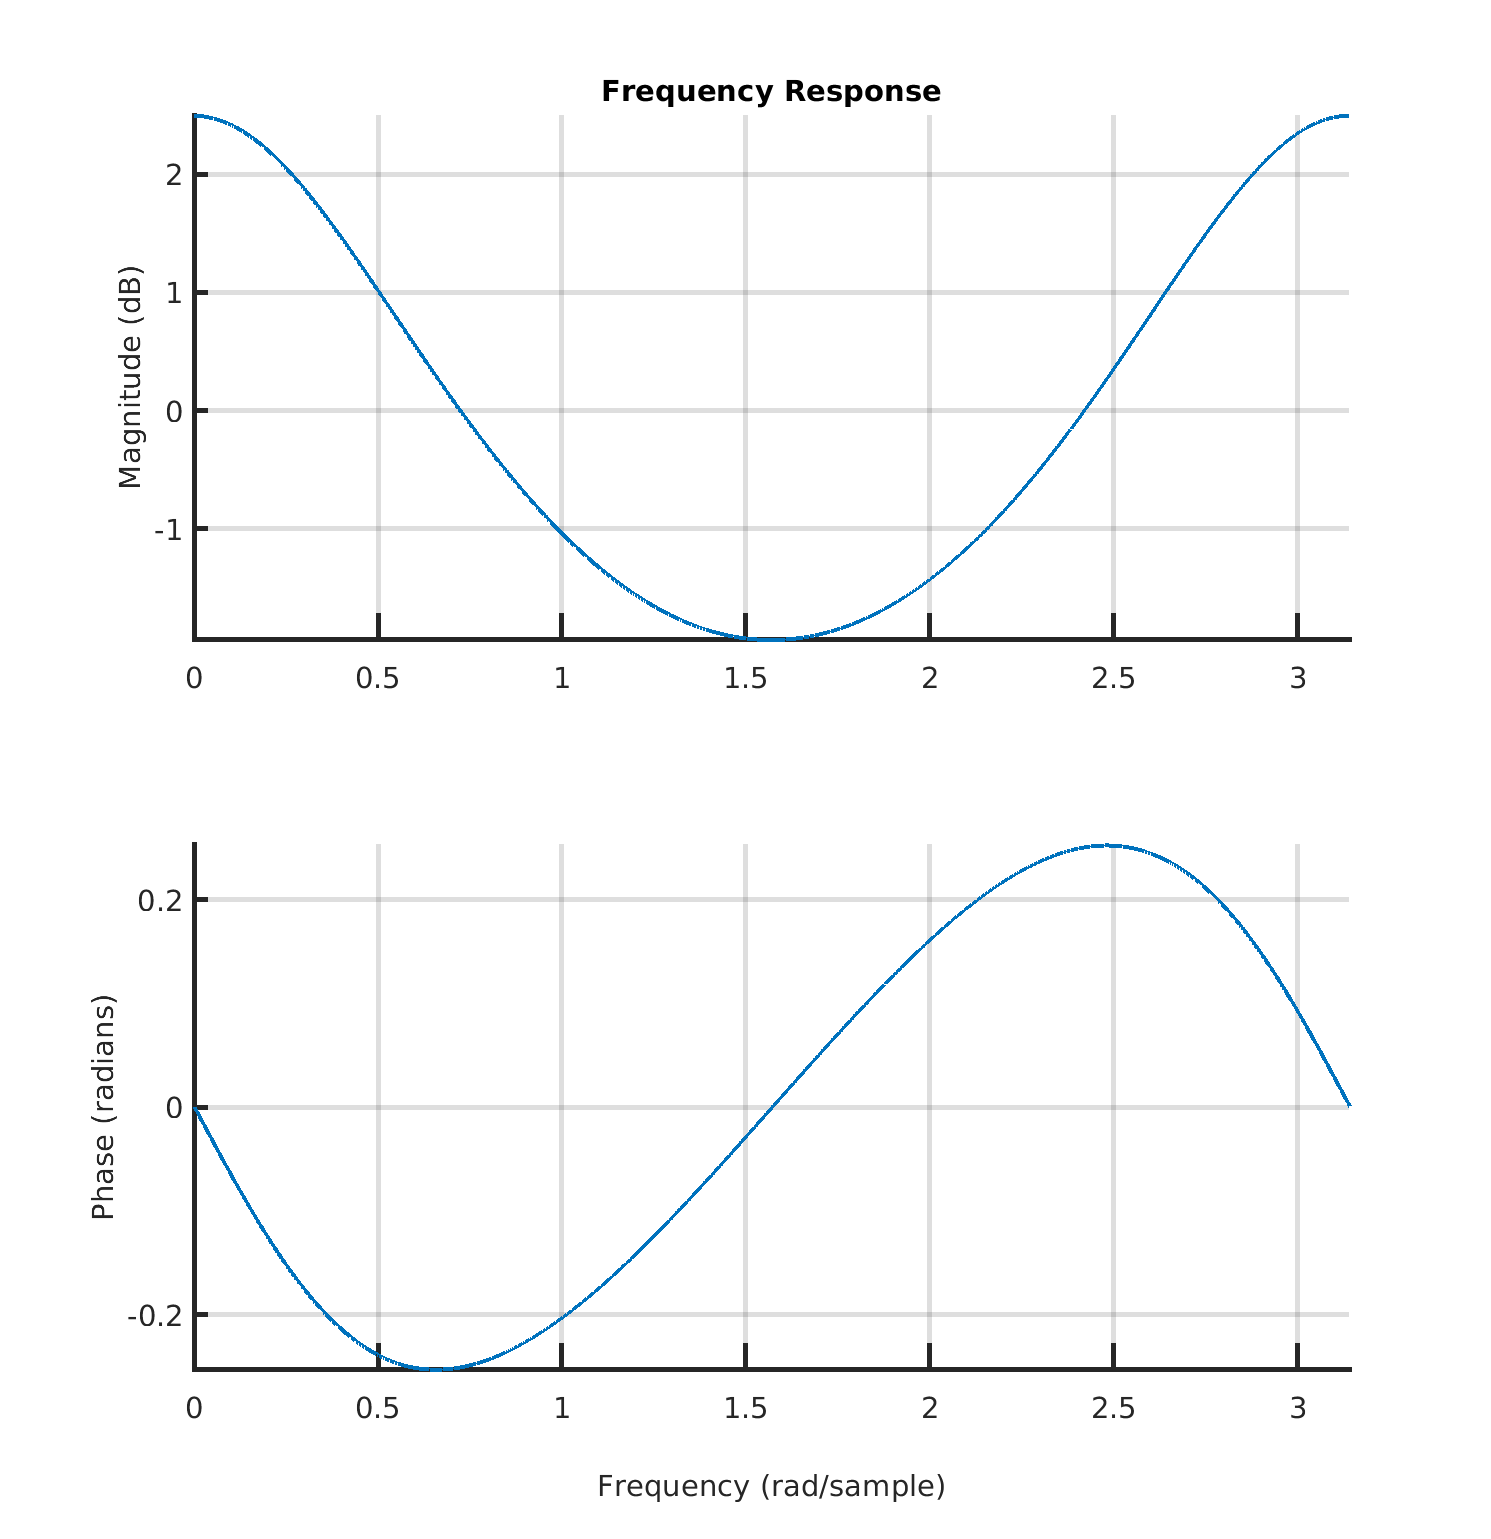 Frequency Response
Magnitude (dB)
2
1
0
-1
0 0.5 1 1.5 2 2.5 3
Phase (radians)
0.2
0
-0.2
0 0.5 1 1.5 2 2.5 3
Frequency (rad/sample)